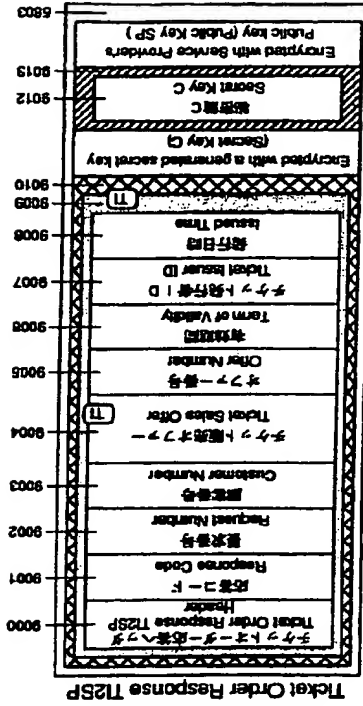 Ticket Order Response TI2SP
9000
チケットオーダー応答ヘッダ
Ticket Order Response TI2SP
Header
9001
応答コード
Response Code
9002
要求番号
Request Number
9003
顧客番号
Customer Number
9004
チケット販売オファー
Ticket Sales Offer
TI
9005
オファー番号
Offer Number
9006
有効期間
Term of Validity
9007
チケット発行者ID
Ticket Issuer ID
9008
発行日時
Issued Time
9009
TI
9010
Encrypted with a generated secret key
(Secret Key C)
9012
秘密鍵C
Secret Key C
9013
Encrypted with Service Providers
Public key (Public Key SP)
5803